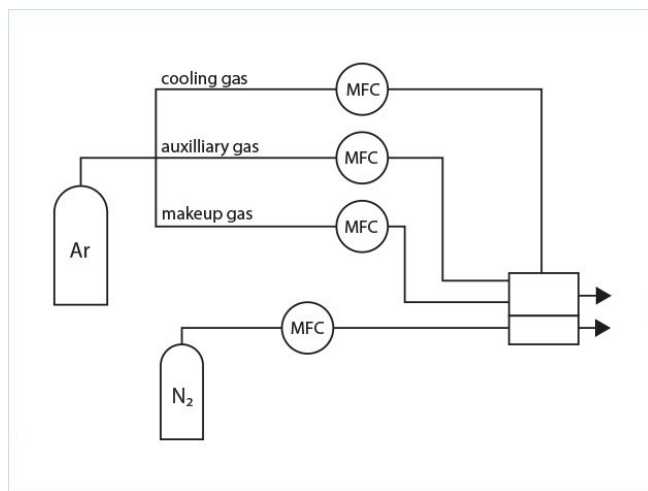 cooling gas
MFC
auxilliary gas
MFC
makeup gas
MFC
Ar
MFC
N₂